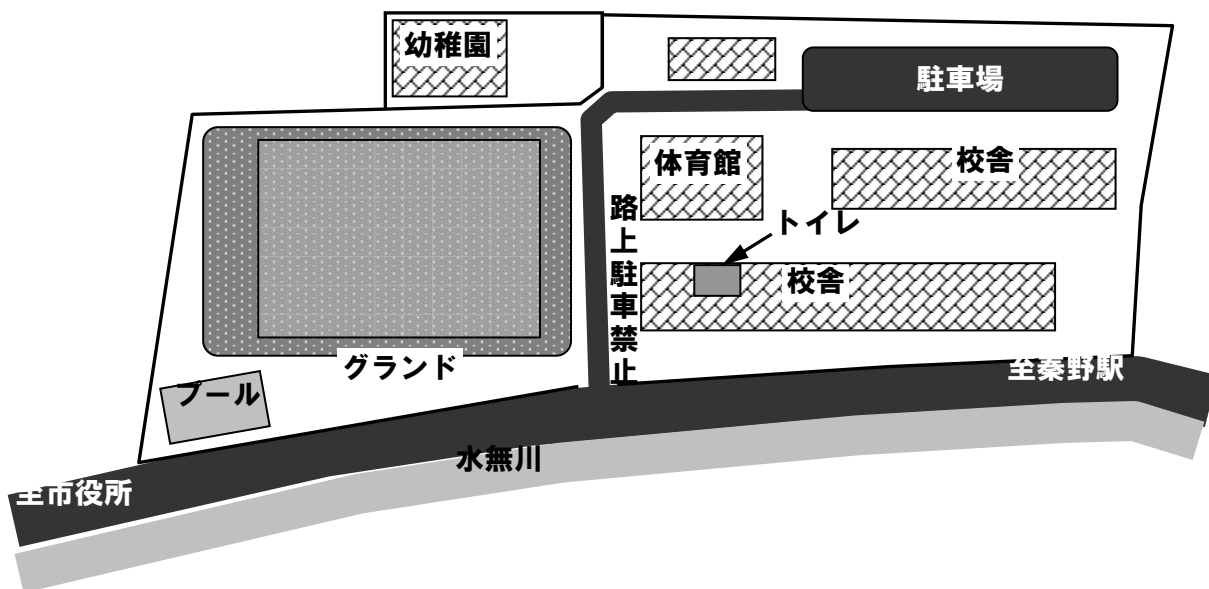 幼稚園
駐車場
体育館
校舎
トイレ
路上駐車禁止
校舎
グランド
プール
至秦野駅
水無川
至市役所